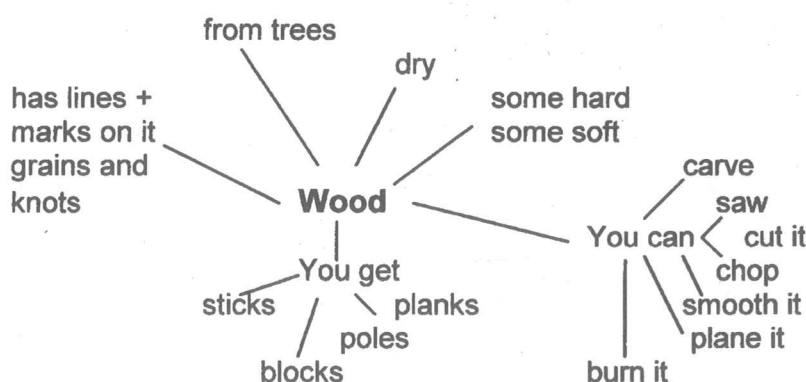 from trees
dry
has lines +
marks on it
grains and
knots
some hard
some soft
Wood
carve
saw
You can
cut it
chop
You get
sticks
planks
smooth it
poles
plane it
blocks
burn it